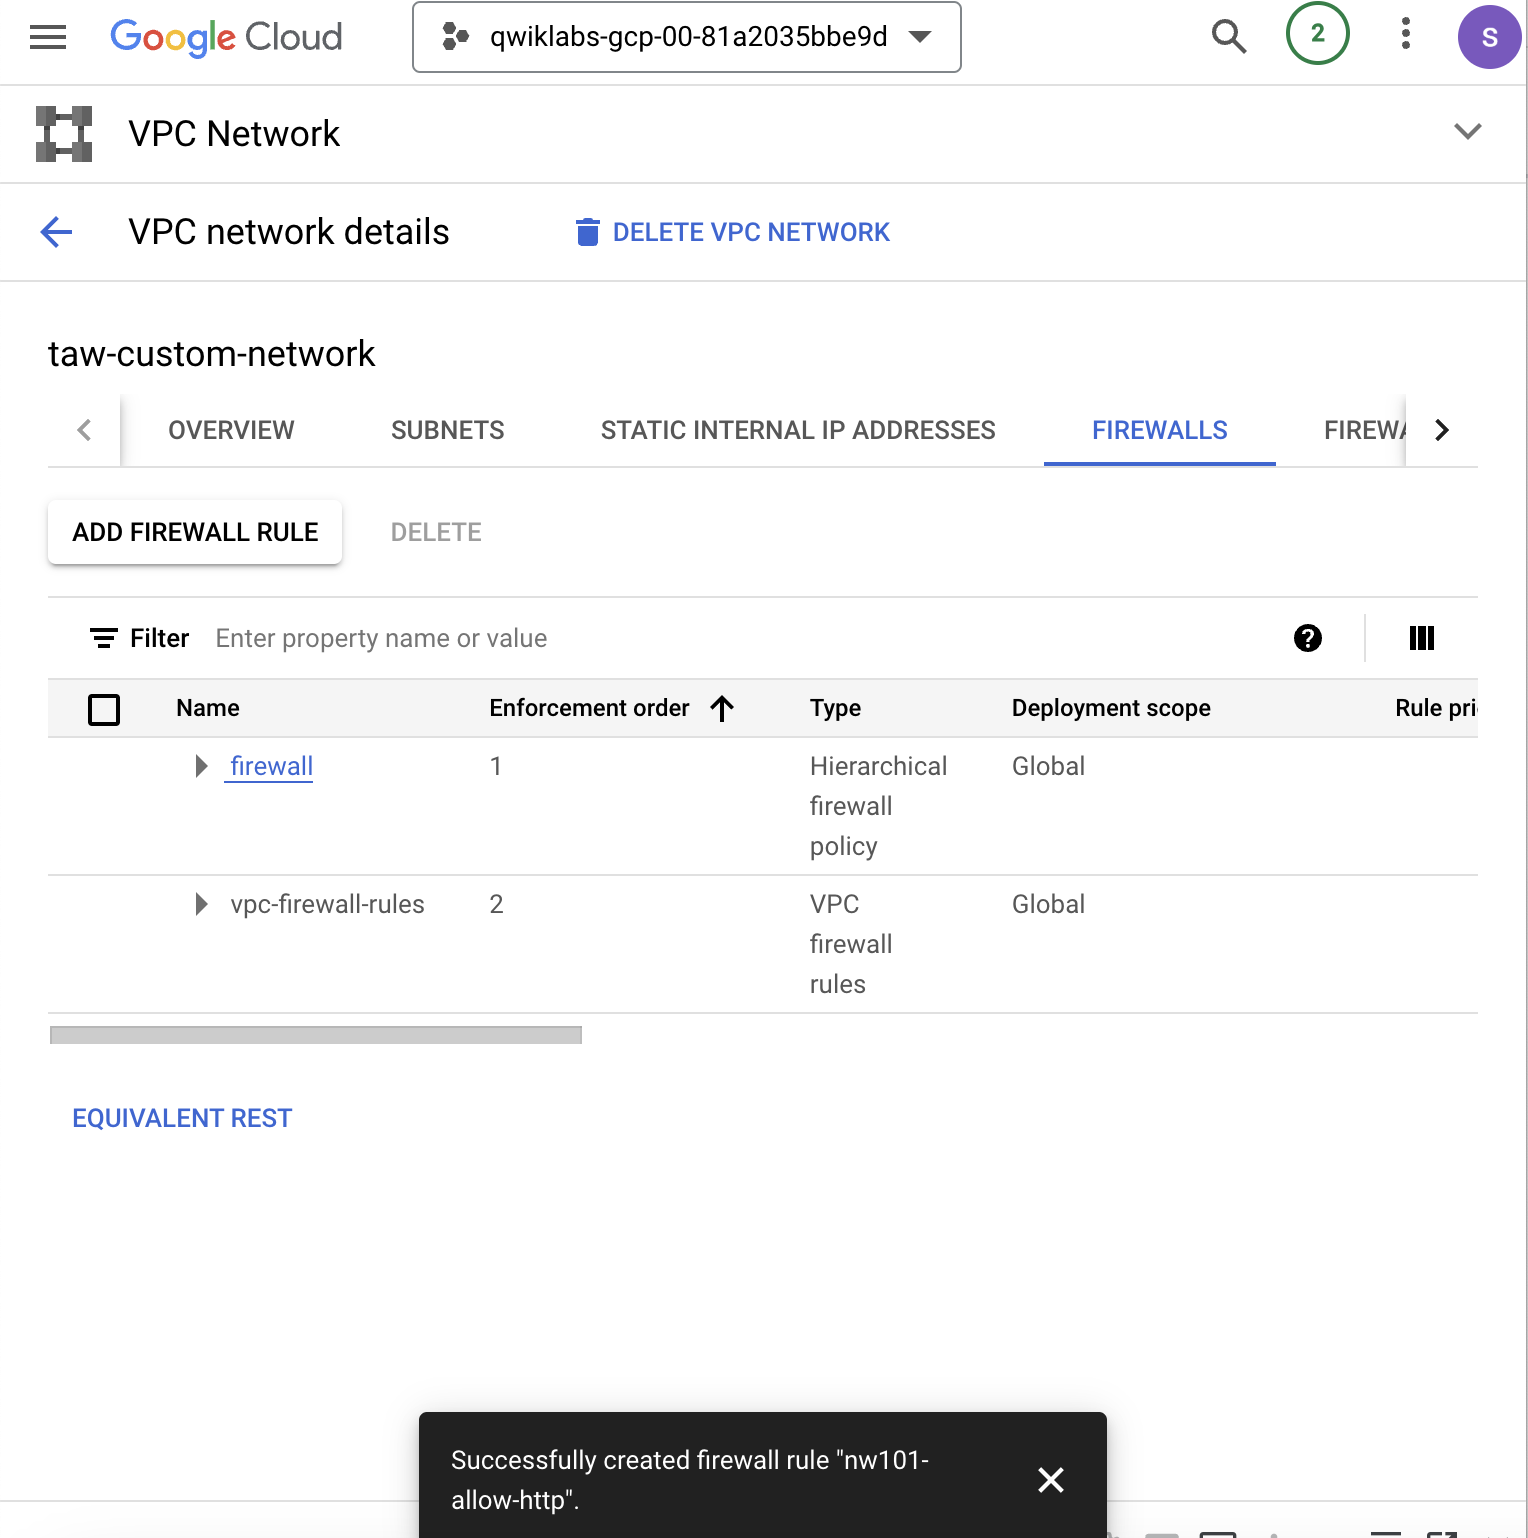 Google Cloud
qwiklabs-gcp-00-81a2035bbe9d
2
S
VPC Network
VPC network details
DELETE VPC NETWORK
taw-custom-network
OVERVIEW
SUBNETS
STATIC INTERNAL IP ADDRESSES
FIREWALLS
FIREWA
ADD FIREWALL RULE
DELETE
Filter
Enter property name or value
?
Name
Enforcement order
Type
Deployment scope
Rule pri
firewall
1
Hierarchical
firewall
policy
Global
vpc-firewall-rules
2
VPC
firewall
rules
Global
EQUIVALENT REST
Successfully created firewall rule "nw101-
allow-http".